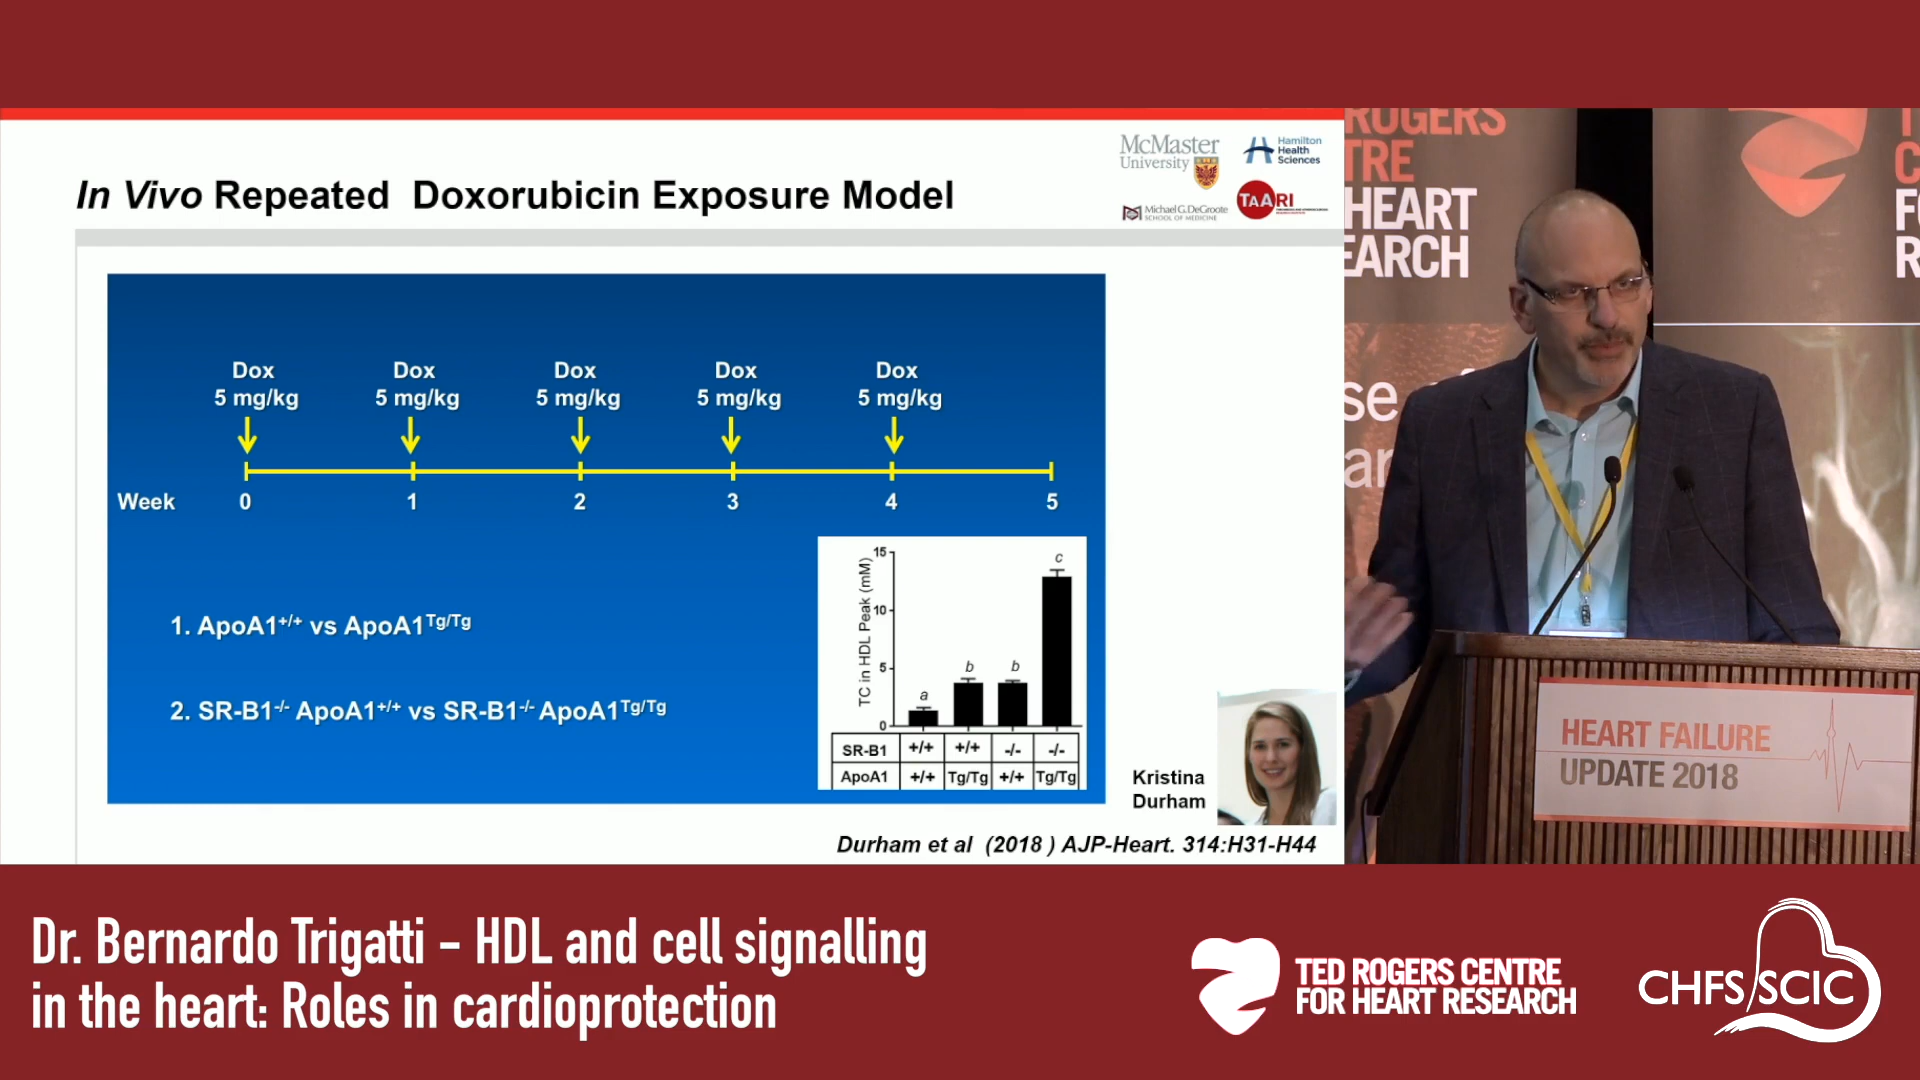 In Vivo Repeated Doxorubicin Exposure Model
McMaster
University
Hamilton
Health
Sciences
Michael G. DeGroote
SCHOOL OF MEDICINE
TAARI
Dox Dox Dox Dox Dox
5 mg/kg 5 mg/kg 5 mg/kg 5 mg/kg 5 mg/kg
Week 0 1 2 3 4 5
1. ApoA1+/+ vs ApoA1Tg/Tg
2. SR-B1-/- ApoA1+/+ vs SR-B1-/- ApoA1Tg/Tg
TC in HDL Peak (mM)
15
10
5
0
a b b c
SR-B1 +/+ +/+ -/- -/-
ApoA1 +/+ Tg/Tg +/+ Tg/Tg
Kristina
Durham
Durham et al (2018 ) AJP-Heart. 314:H31-H44
ROGERS
TRE
HEART
EARCH
HEART FAILURE
UPDATE 2018
Dr. Bernardo Trigatti – HDL and cell signalling
in the heart: Roles in cardioprotection
TED ROGERS CENTRE
FOR HEART RESEARCH
CHFS SCIC